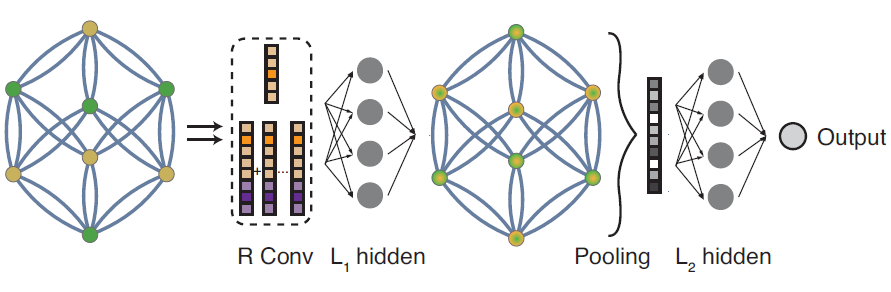 +
...
Output
R Conv
L1 hidden
Pooling
L2 hidden